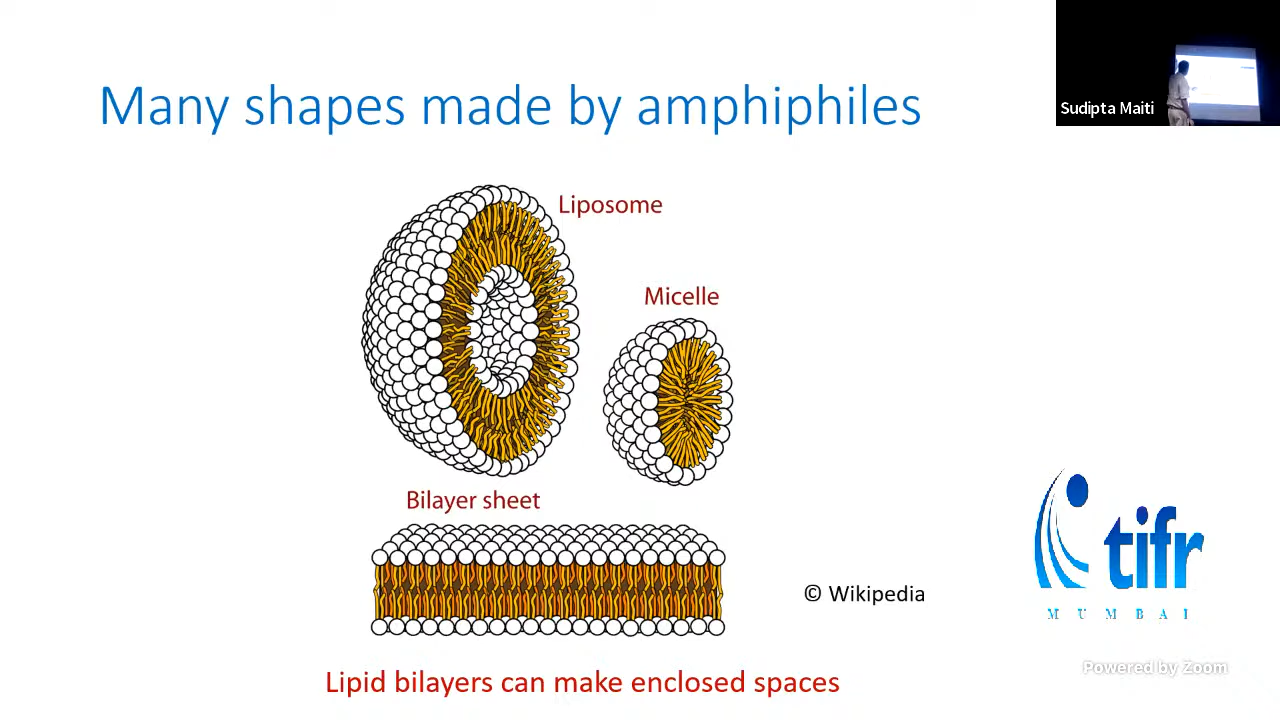 Many shapes made by amphiphiles
Sudipta Maiti
Liposome
Micelle
Bilayer sheet
© Wikipedia
tifr
MUMBAI
Powered by Zoom
Lipid bilayers can make enclosed spaces